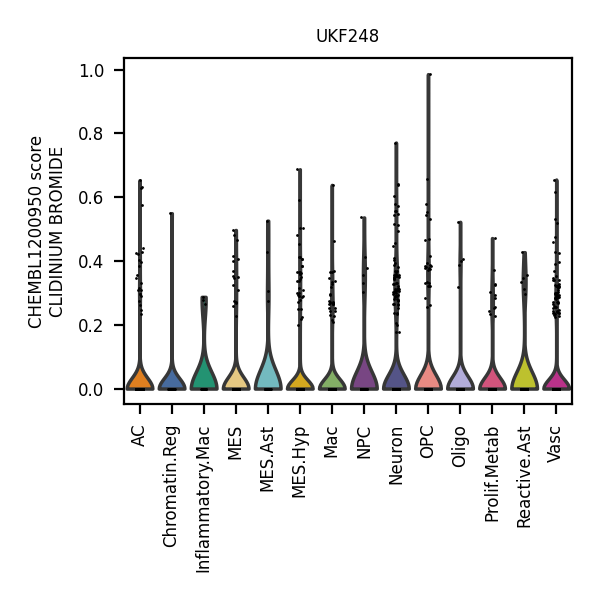 UKF248
CHEMBL1200950 score
CLIDINIUM BROMIDE
1.0
0.8
0.6
0.4
0.2
0.0
AC
Chromatin.Reg
Inflammatory.Mac
MES
MES.Ast
MES.Hyp
Mac
NPC
Neuron
OPC
Oligo
Prolif.Metab
Reactive.Ast
Vasc